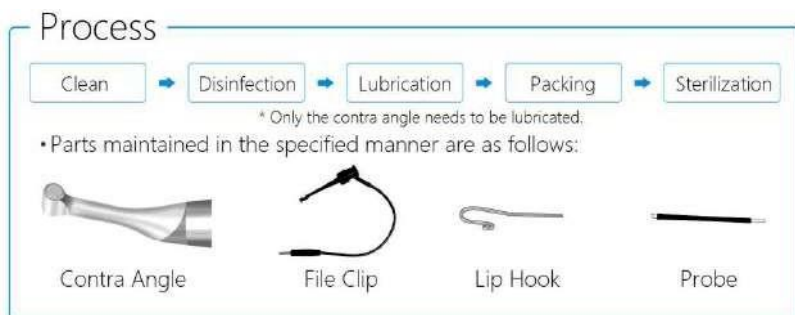 Process
Clean Disinfection Lubrication Packing Sterilization
* Only the contra angle needs to be lubricated.
• Parts maintained in the specified manner are as follows:
Contra Angle File Clip Lip Hook Probe